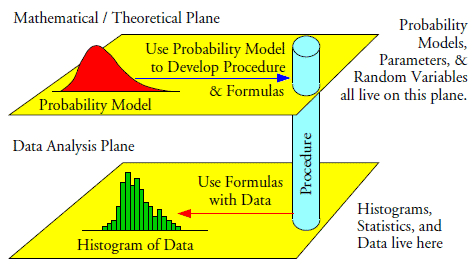 Mathematical / Theoretical Plane
Probability
Models,
Parameters, &
Random Variables
all live on this plane.
Use Probability Model
to Develop Procedure
& Formulas
Probability Model
Data Analysis Plane
Procedure
Use Formulas
with Data
Histogram of Data
Histograms,
Statistics, and
Data live here